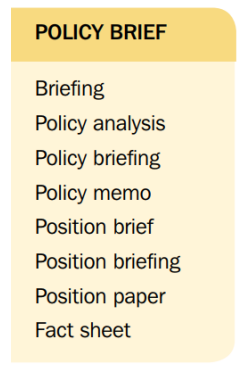 POLICY BRIEF
Briefing
Policy analysis
Policy briefing
Policy memo
Position brief
Position briefing
Position paper
Fact sheet